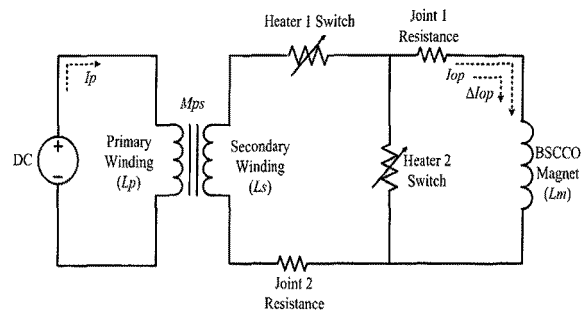 Heater 1 Switch
Joint 1
Resistance
Ip
Iop
ΔIop
Mps
DC
+
−
Primary
Winding
(Lp)
Secondary
Winding
(Ls)
Heater 2
Switch
BSCCO
Magnet
(Lm)
Joint 2
Resistance